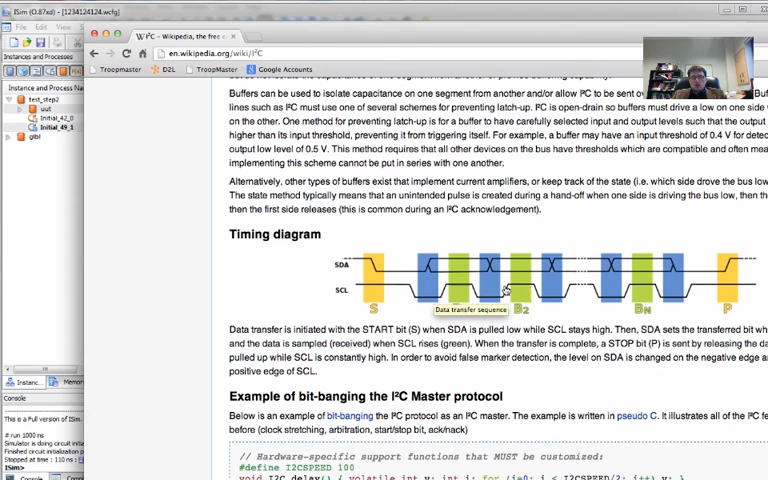 ISim (O.87xd) - [1234124124.wcfg]
File Edit View
Instances and Processes
Instance and Process Na
test_step2
uut
Initial_42_0
Initial_49_1
glbl
Instanc...
Memor
Console
This is a Full version of ISim.
# run 1000 ns
Simulator is doing circuit initi
Finished circuit initialization p
Stopped at time : 110 ns :
ISim>
Console
I²C – Wikipedia, the free e
en.wikipedia.org/wiki/I²C
Troopmaster D2L TroopMaster Google Accounts
Buffers can be used to isolate capacitance on one segment from another and/or allow I²C to be sent ov
lines such as I²C must use one of several schemes for preventing latch-up. I²C is open-drain so buffers must drive a low on one side
on the other. One method for preventing latch-up is for a buffer to have carefully selected input and output levels such that the output
higher than its input threshold, preventing it from triggering itself. For example, a buffer may have an input threshold of 0.4 V for detec
output low level of 0.5 V. This method requires that all other devices on the bus have thresholds which are compatible and often mea
implementing this scheme cannot be put in series with one another.
Alternatively, other types of buffers exist that implement current amplifiers, or keep track of the state (i.e. which side drove the bus low
The state method typically means that an unintended pulse is created during a hand-off when one side is driving the bus low, then the
then the first side releases (this is common during an I²C acknowledgement).
Timing diagram
SDA
SCL
S B2 BN P
Data transfer sequence
Data transfer is initiated with the START bit (S) when SDA is pulled low while SCL stays high. Then, SDA sets the transferred bit wh
and the data is sampled (received) when SCL rises (green). When the transfer is complete, a STOP bit (P) is sent by releasing the da
pulled up while SCL is constantly high. In order to avoid false marker detection, the level on SDA is changed on the negative edge a
positive edge of SCL.
Example of bit-banging the I²C Master protocol
Below is an example of bit-banging the I²C protocol as an I²C master. The example is written in pseudo C. It illustrates all of the I²C fe
before (clock stretching, arbitration, start/stop bit, ack/nack)
// Hardware-specific support functions that MUST be customized:
#define I2CSPEED 100
void I2C_delay() { volatile int v; int i; for (i=0; i < I2CSPEED/2; i++) v; }